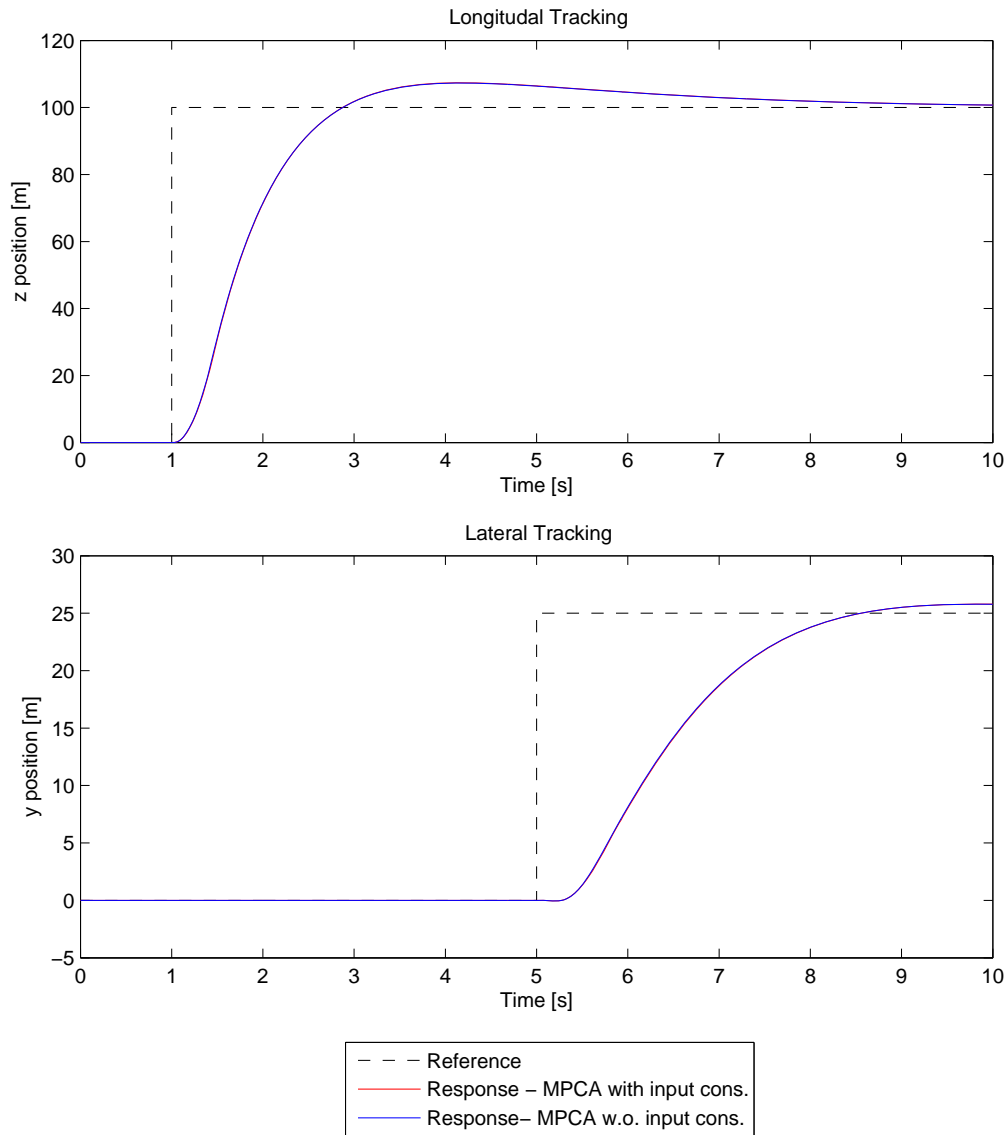 Longitudal Tracking
120
100
80
60
40
20
0
z position [m]
0 1 2 3 4 5 6 7 8 9 10
Time [s]
Lateral Tracking
30
25
20
15
10
5
0
−5
y position [m]
0 1 2 3 4 5 6 7 8 9 10
Time [s]
Reference
Response − MPCA with input cons.
Response− MPCA w.o. input cons.